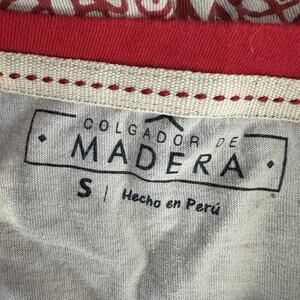 COLGADOR DE
MADERA
S | Hecho en Perú